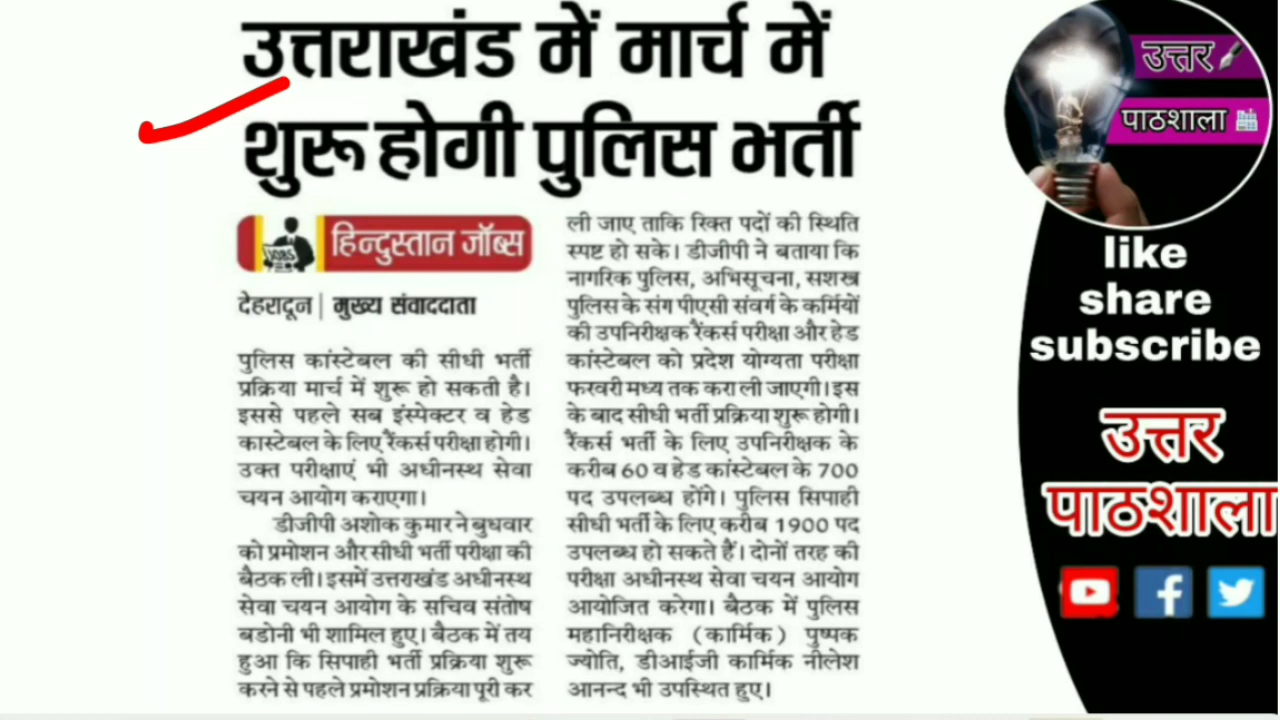 उत्तराखंड में मार्च में
शुरू होगी पुलिस भर्ती
JOBS
हिन्दुस्तान जॉब्स
देहरादून | मुख्य संवाददाता
पुलिस कांस्टेबल की सीधी भर्ती
प्रक्रिया मार्च में शुरू हो सकती है।
इससे पहले सब इंस्पेक्टर व हेड
कास्टेबल के लिए रैंकर्स परीक्षा होगी।
उक्त परीक्षाएं भी अधीनस्थ सेवा
चयन आयोग कराएगा।
डीजीपी अशोक कुमार ने बुधवार
को प्रमोशन और सीधी भर्ती परीक्षा की
बैठक ली। इसमें उत्तराखंड अधीनस्थ
सेवा चयन आयोग के सचिव संतोष
बडोनी भी शामिल हुए। बैठक में तय
हुआ कि सिपाही भर्ती प्रक्रिया शुरू
करने से पहले प्रमोशन प्रक्रिया पूरी कर
ली जाए ताकि रिक्त पदों की स्थिति
स्पष्ट हो सके। डीजीपी ने बताया कि
नागरिक पुलिस, अभिसूचना, सशस्त्र
पुलिस के संग पीएसी संवर्ग के कर्मियों
की उपनिरीक्षक रैंकर्स परीक्षा और हेड
कांस्टेबल को प्रदेश योग्यता परीक्षा
फरवरी मध्य तक करा ली जाएगी। इस
के बाद सीधी भर्ती प्रक्रिया शुरू होगी।
रैंकर्स भर्ती के लिए उपनिरीक्षक के
करीब 60 व हेड कांस्टेबल के 700
पद उपलब्ध होंगे। पुलिस सिपाही
सीधी भर्ती के लिए करीब 1900 पद
उपलब्ध हो सकते हैं। दोनों तरह की
परीक्षा अधीनस्थ सेवा चयन आयोग
आयोजित करेगा। बैठक में पुलिस
महानिरीक्षक (कार्मिक) पुष्पक
ज्योति, डीआईजी कार्मिक नीलेश
आनन्द भी उपस्थित हुए।
उत्तर
पाठशाला
like
share
subscribe
उत्तर
पाठशाला